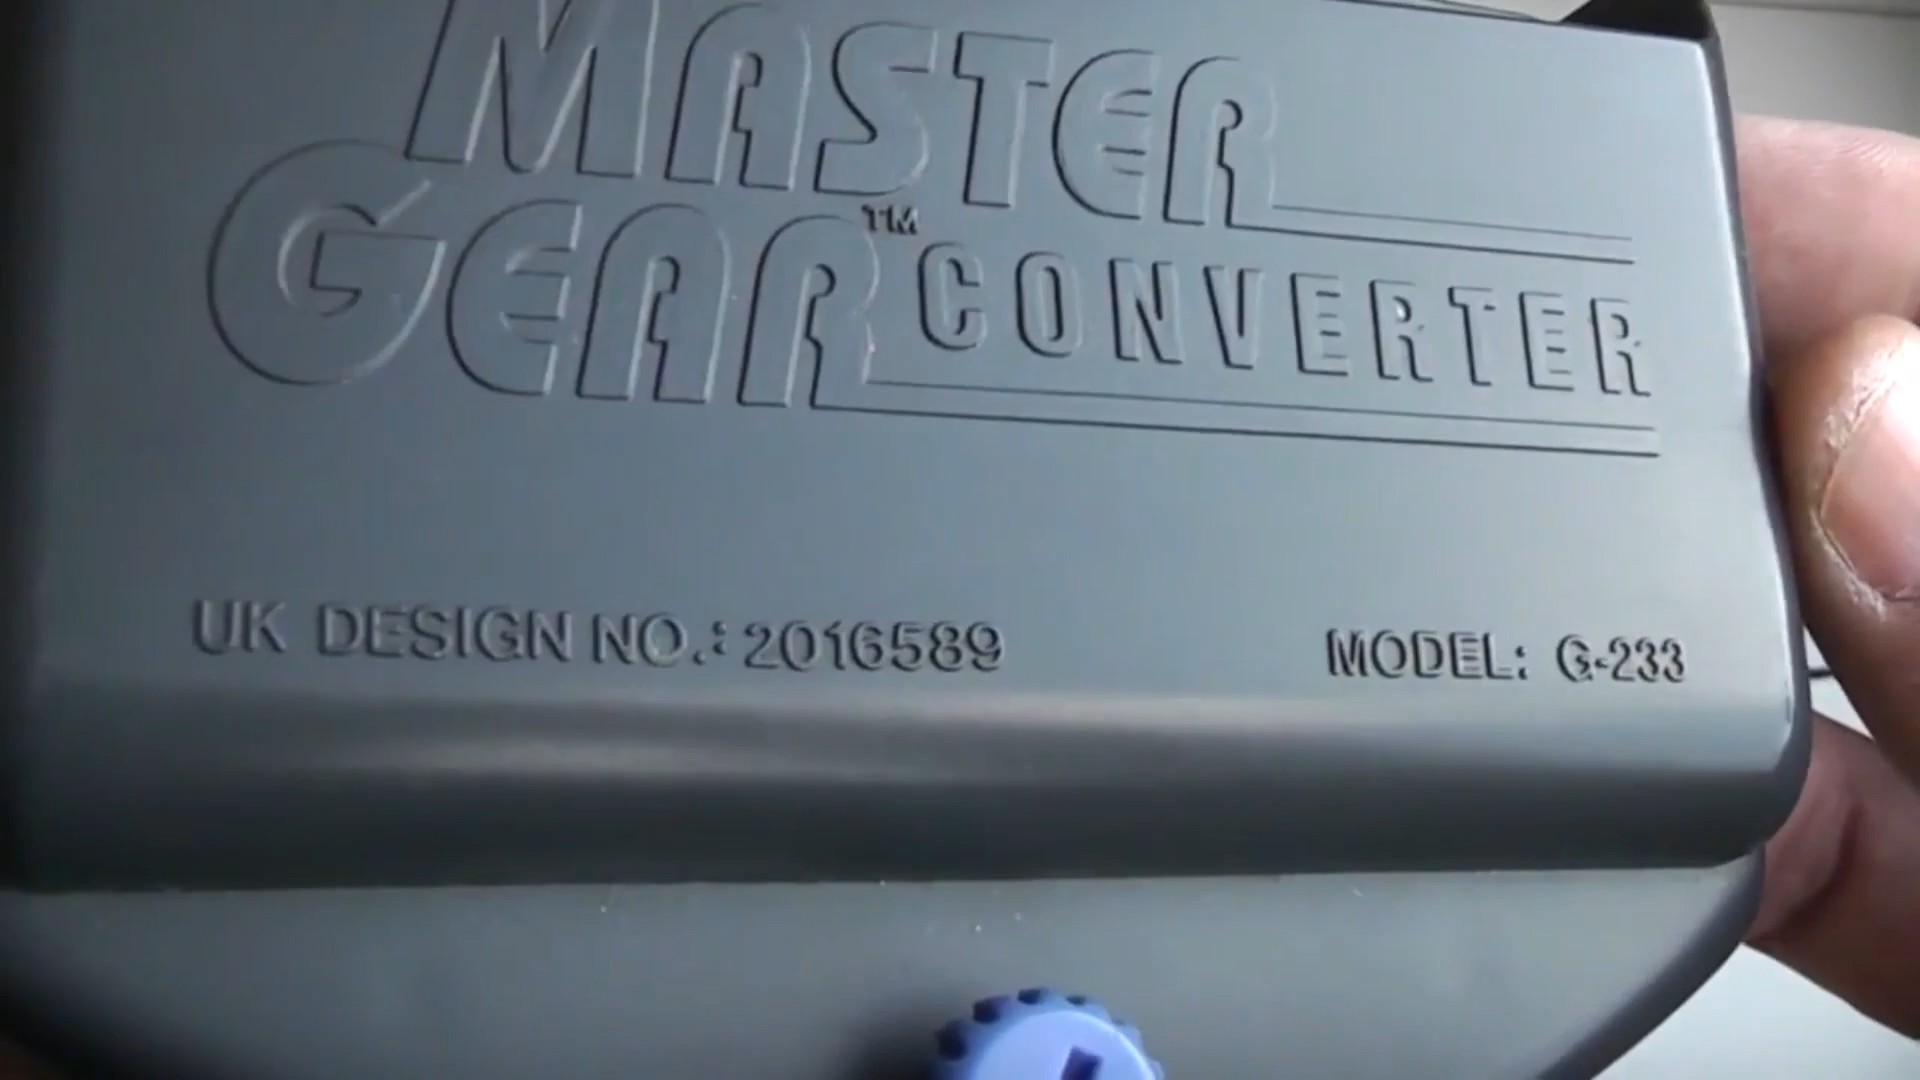 MASTER
GEAR™ CONVERTER
UK DESIGN NO.: 2016589
MODEL: G-233